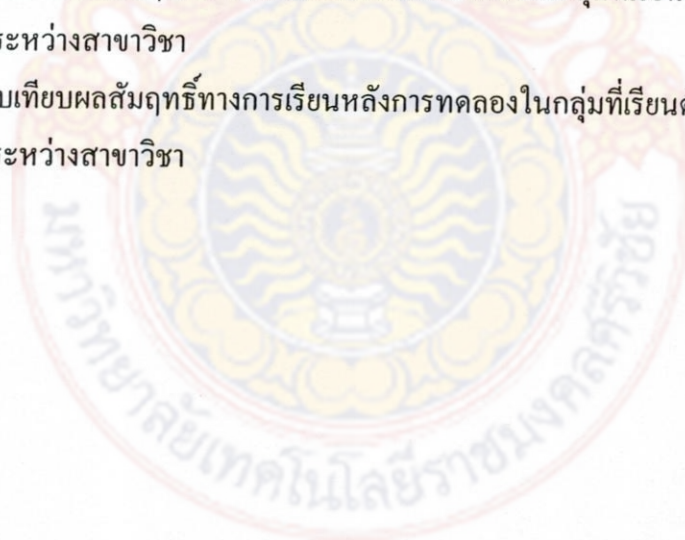 ระหว่างสาขาวิชา
บเทียบผลสัมฤทธิ์ทางการเรียนหลังการทดลองในกลุ่มที่เรียน
ระหว่างสาขาวิชา
มหาวิทยาลัยเทคโนโลยีราชมงคลศรีวิชัย